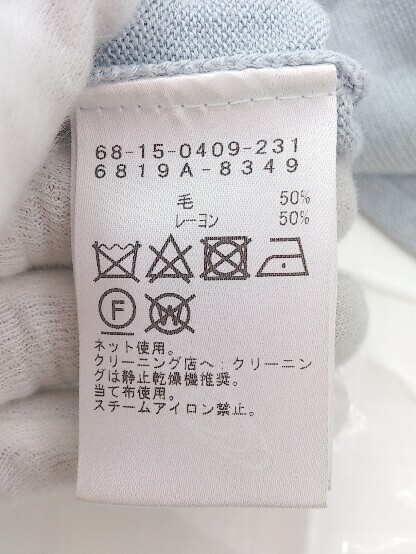 68-15-0409-231
6819A-8349
毛 50%
レーヨン 50%
F
W
ネット使用。
クリーニング店へ:クリーニン
グは静止乾燥機推奨。
当て布使用。
スチームアイロン禁止。